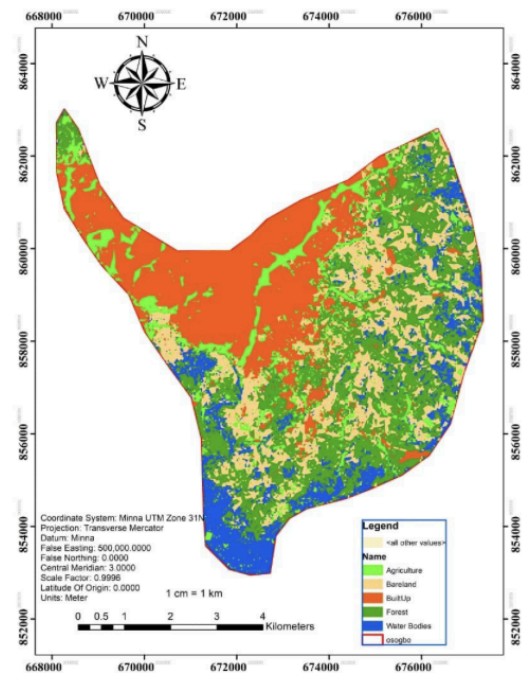 668000 670000 672000 674000 676000
N
W E
S
864000 864000
862000 862000
860000 860000
858000 858000
856000 856000
854000 854000
852000 852000
Coordinate System: Minna UTM Zone 31N
Projection: Transverse Mercator
Datum: Minna
False Easting: 500,000.0000
False Northing: 0.0000
Central Meridian: 3.0000
Scale Factor: 0.9996
Latitude Of Origin: 0.0000
Units: Meter
1 cm = 1 km
0 0.5 1 2 3 4
Kilometers
Legend
<all other values>
Name
Agriculture
Bareland
BuiltUp
Forest
Water Bodies
osogbo
668000 670000 672000 674000 676000